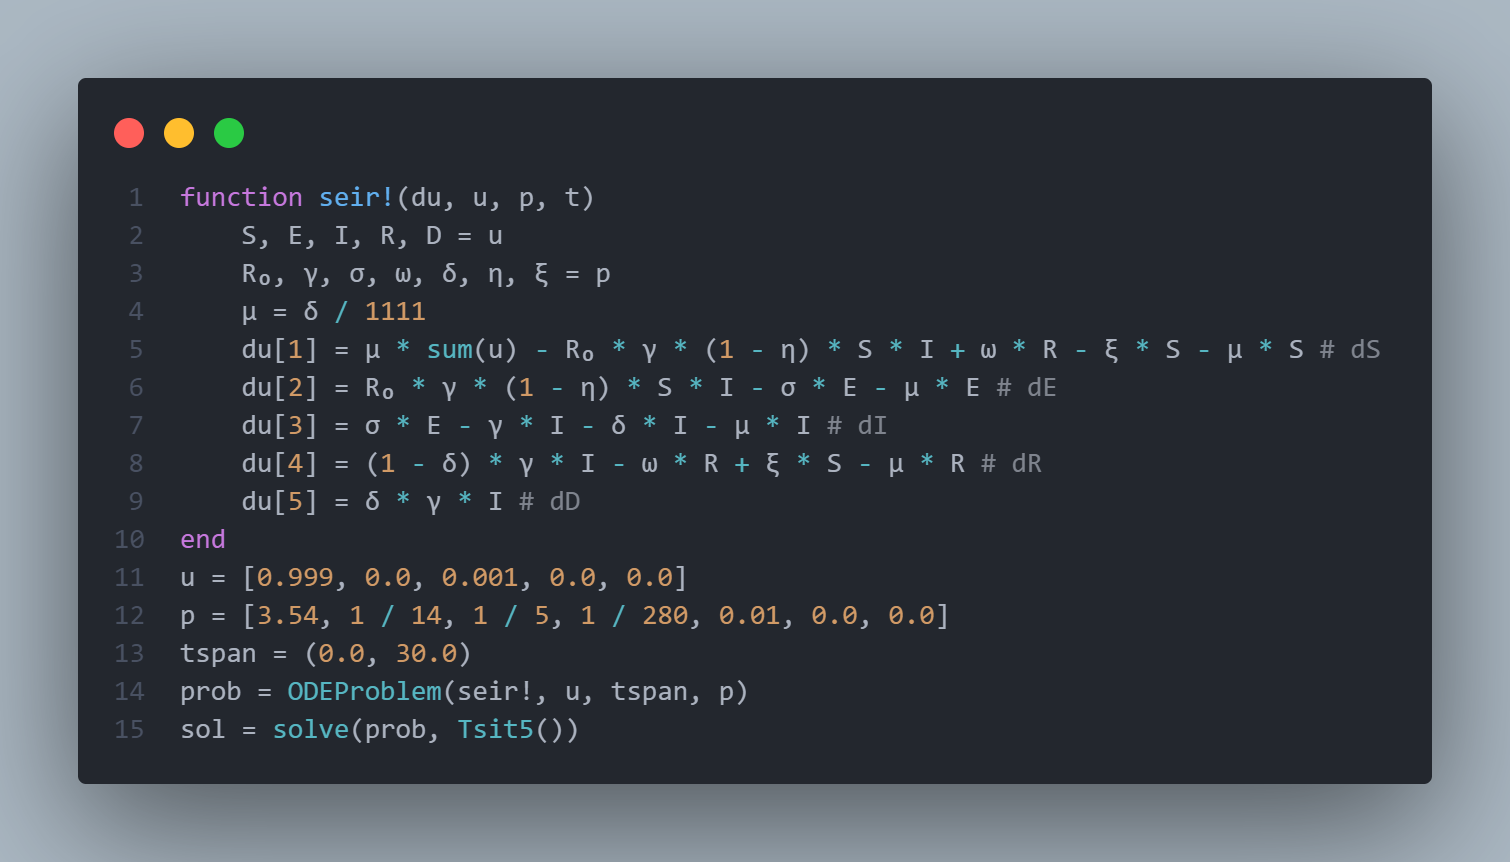 1 function seir!(du, u, p, t)
2     S, E, I, R, D = u
3     R₀, γ, σ, ω, δ, η, ξ = p
4     μ = δ / 1111
5     du[1] = μ * sum(u) - R₀ * γ * (1 - η) * S * I + ω * R - ξ * S - μ * S # dS
6     du[2] = R₀ * γ * (1 - η) * S * I - σ * E - μ * E # dE
7     du[3] = σ * E - γ * I - δ * I - μ * I # dI
8     du[4] = (1 - δ) * γ * I - ω * R + ξ * S - μ * R # dR
9     du[5] = δ * γ * I # dD
10 end
11 u = [0.999, 0.0, 0.001, 0.0, 0.0]
12 p = [3.54, 1 / 14, 1 / 5, 1 / 280, 0.01, 0.0, 0.0]
13 tspan = (0.0, 30.0)
14 prob = ODEProblem(seir!, u, tspan, p)
15 sol = solve(prob, Tsit5())